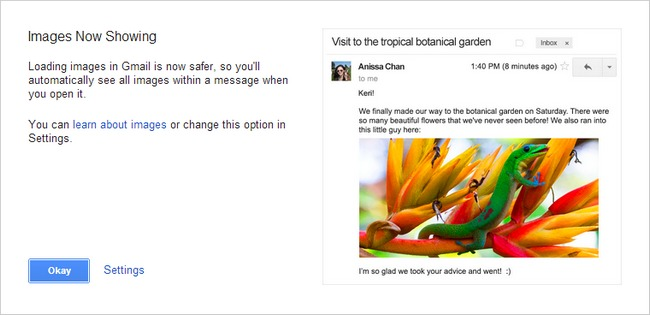 Images Now Showing
Loading images in Gmail is now safer, so you'll
automatically see all images within a message when
you open it.
You can learn about images or change this option in
Settings.
Okay
Settings
Visit to the tropical botanical garden
Inbox x
Anissa Chan
1:40 PM (8 minutes ago)
to me
Keri!
We finally made our way to the botanical garden on Saturday. There were
so many beautiful flowers that we've never seen before! We also ran into
this little guy here:
I'm so glad we took your advice and went! :)